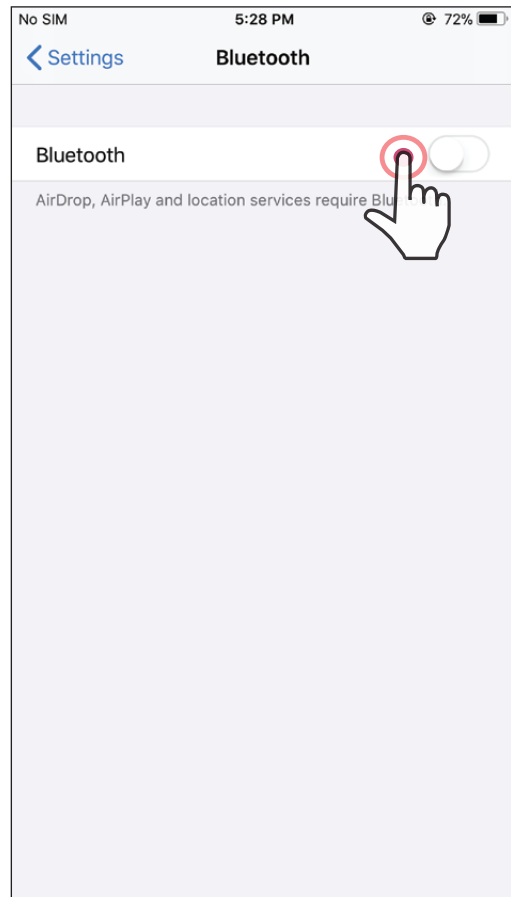 No SIM 5:28 PM 72%
Settings Bluetooth
Bluetooth
AirDrop, AirPlay and location services require